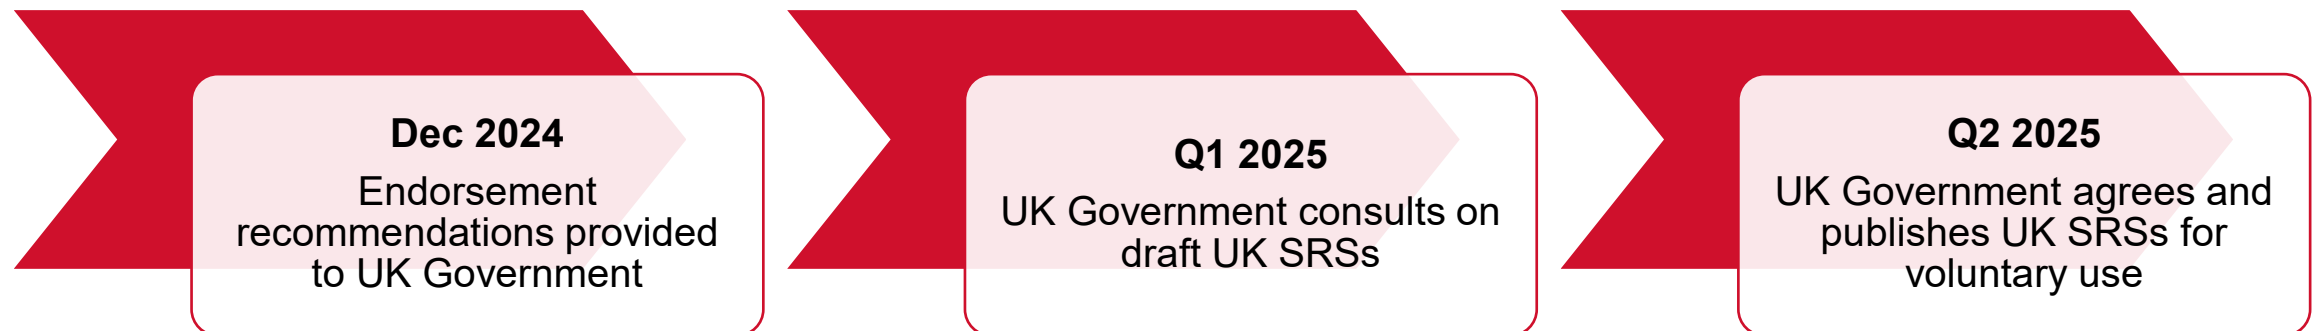 Dec 2024
Endorsement
recommendations provided
to UK Government
Q1 2025
UK Government consults on
draft UK SRSs
Q2 2025
UK Government agrees and
publishes UK SRSs for
voluntary use